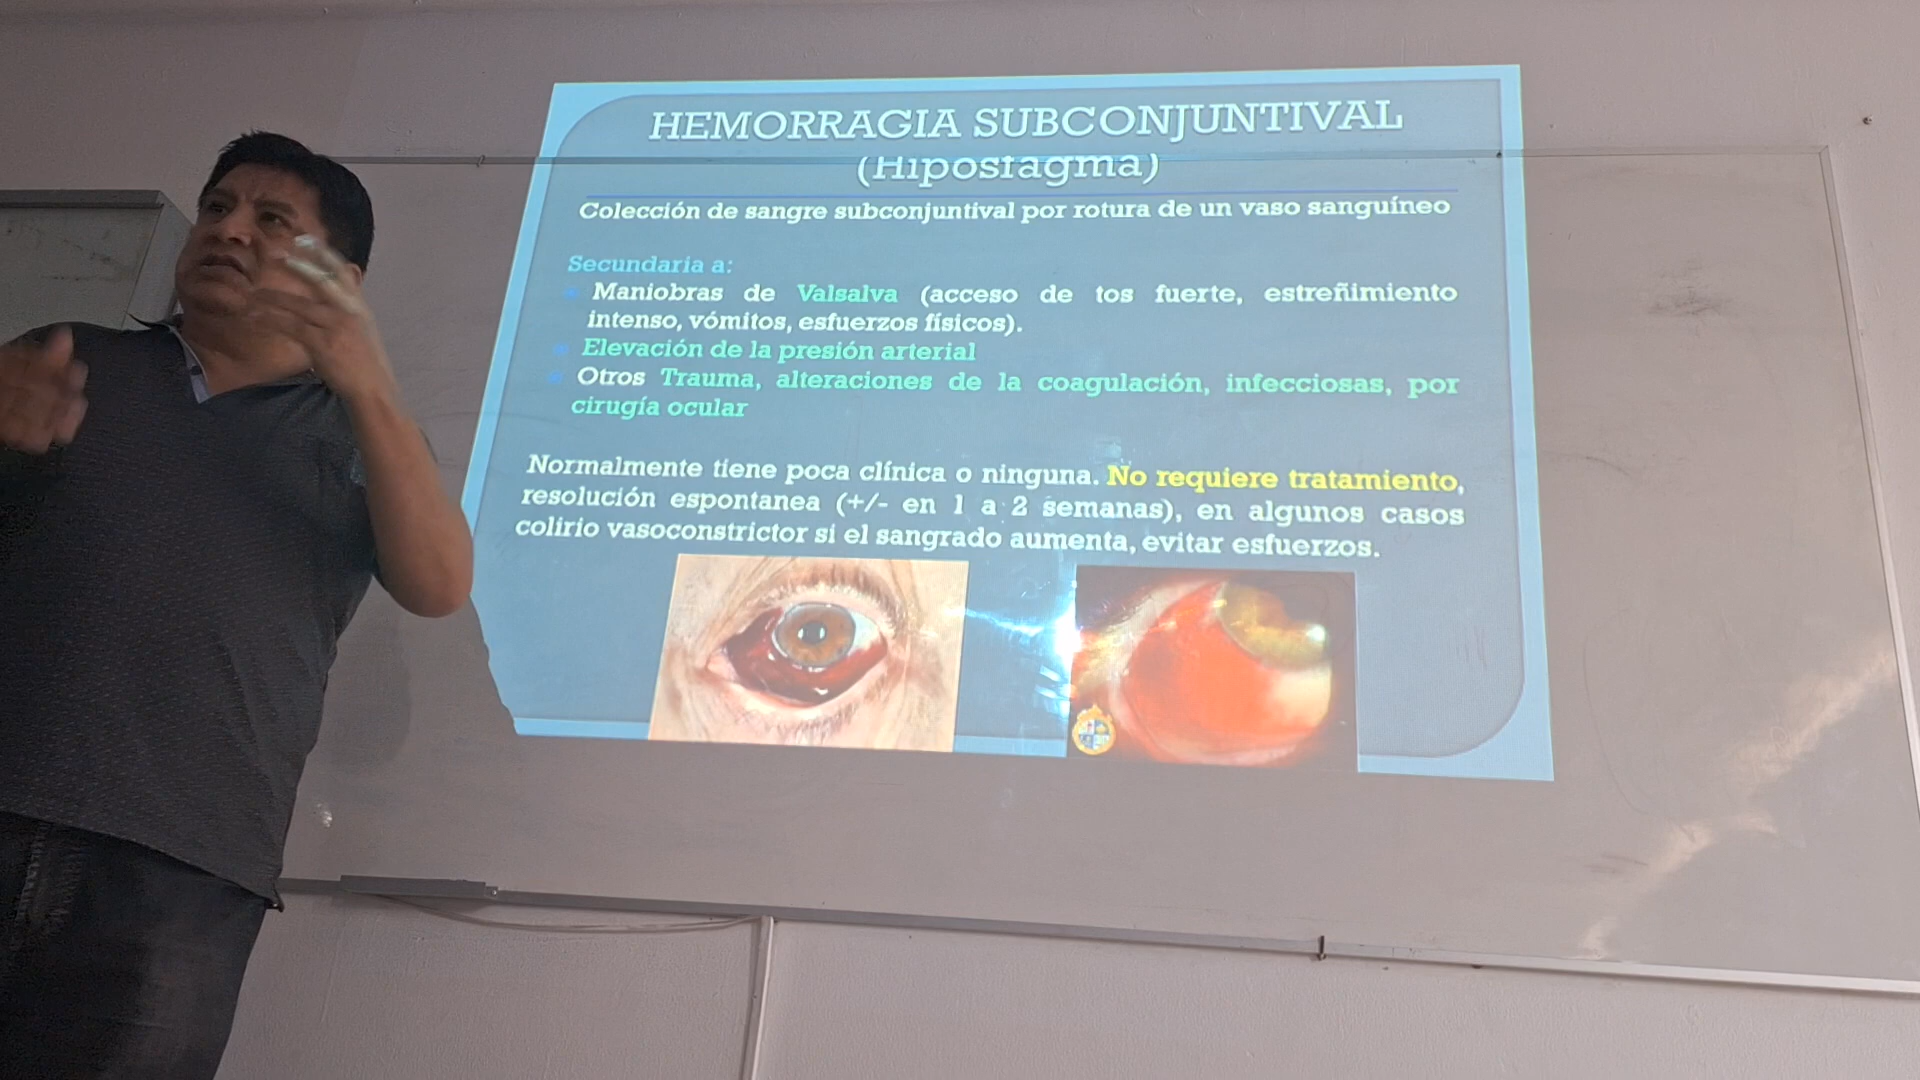 HEMORRAGIA SUBCONJUNTIVAL
(Hiposfagma)
Colección de sangre subconjuntival por rotura de un vaso sanguíneo
Secundaria a:
Maniobras de Valsalva (acceso de tos fuerte, estreñimiento
intenso, vómitos, esfuerzos físicos).
Elevación de la presión arterial
Otros Trauma, alteraciones de la coagulación, infecciosas, por
cirugía ocular
Normalmente tiene poca clínica o ninguna. No requiere tratamiento,
resolución espontanea (+/- en 1 a 2 semanas), en algunos casos
colirio vasoconstrictor si el sangrado aumenta, evitar esfuerzos.